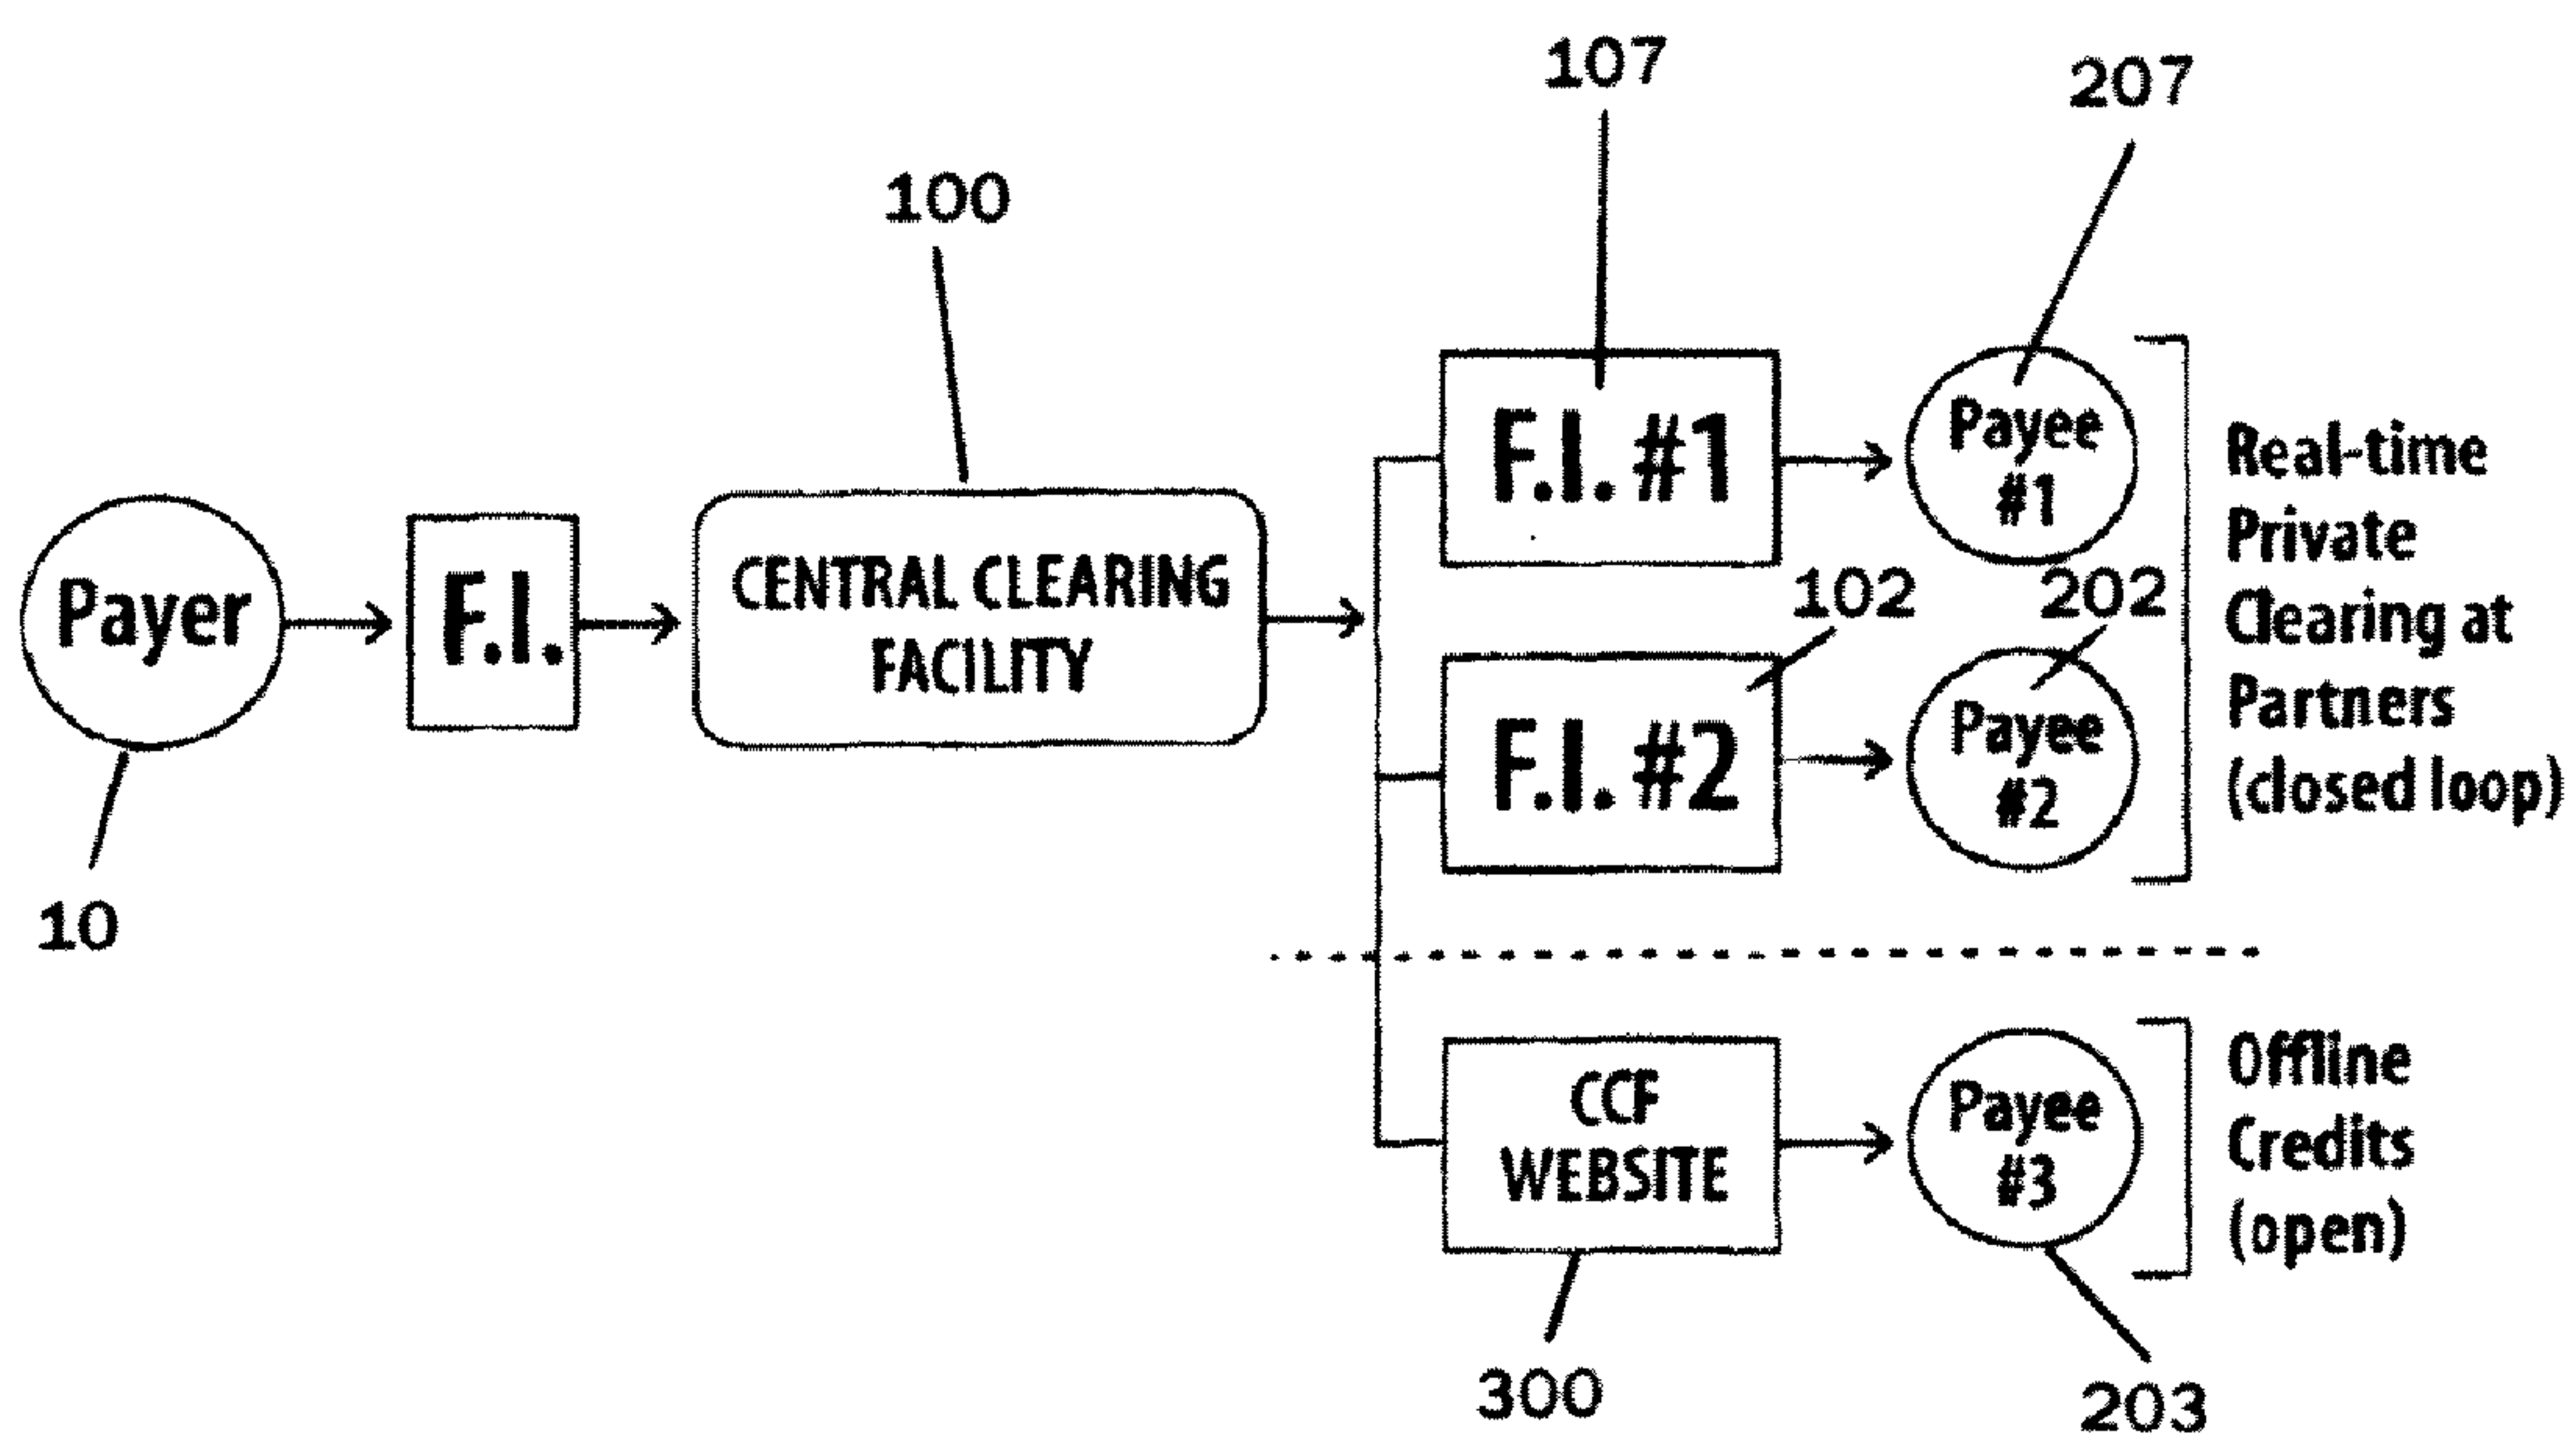 107
207
100
F.I. #1
Payee
#1
Real-time
Private
Clearing at
Partners
(closed loop)
Payer
F.I.
CENTRAL CLEARING
FACILITY
102
202
F.I. #2
Payee
#2
10
CCF
WEBSITE
Payee
#3
Offline
Credits
(open)
300
203